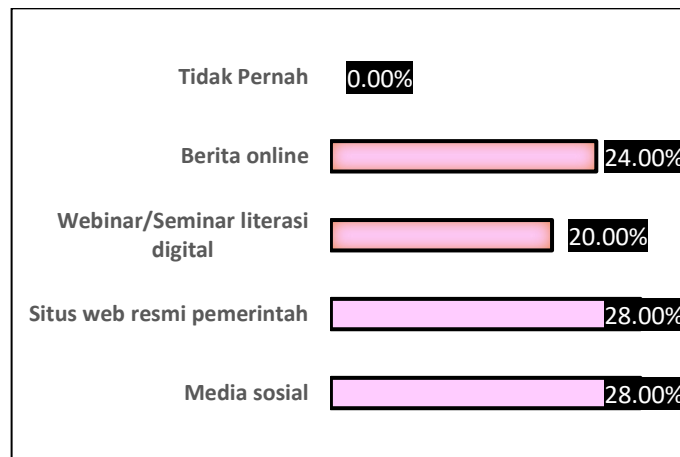 Tidak Pernah
0.00%
Berita online
24.00%
Webinar/Seminar literasi
digital
20.00%
Situs web resmi pemerintah
28.00%
Media sosial
28.00%